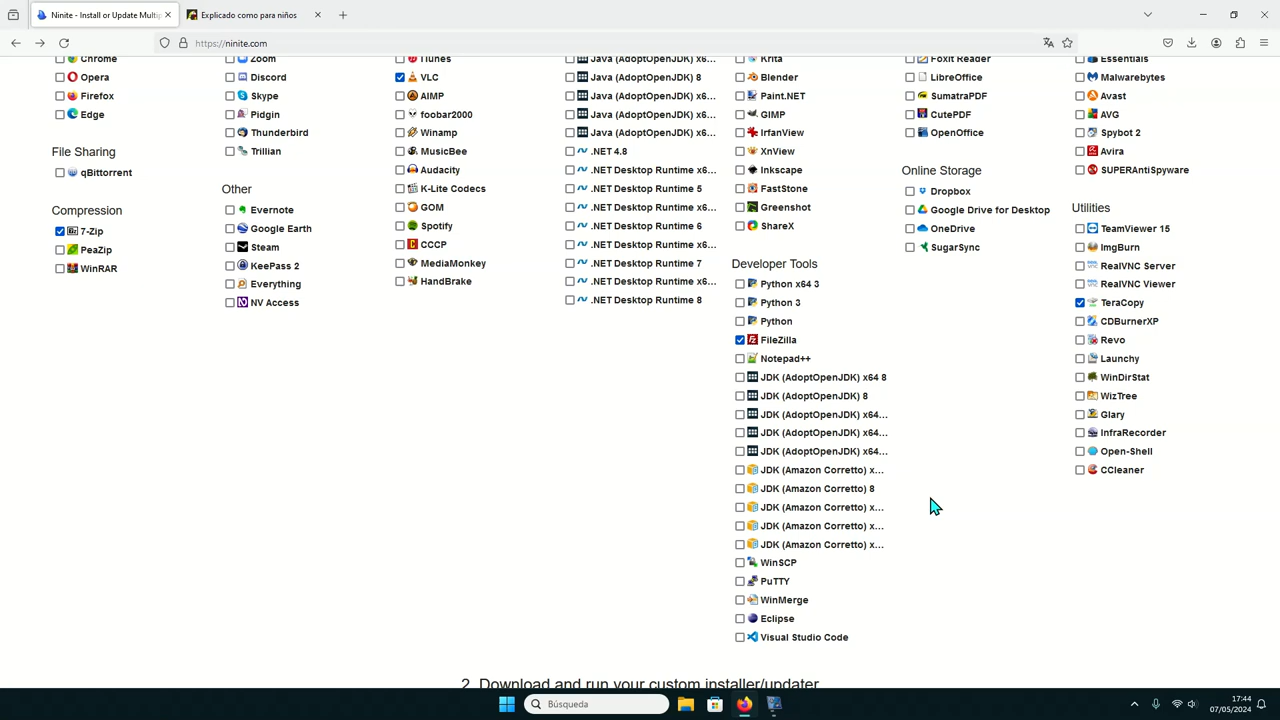 Ninite - Install or Update Multip
Explicado como para niños
https://ninite.com
Chrome
Opera
Firefox
Edge
File Sharing
qBittorrent
Compression
7-Zip
PeaZip
WinRAR
Zoom
Discord
Skype
Pidgin
Thunderbird
Trillian
Other
Evernote
Google Earth
Steam
KeePass 2
Everything
NV Access
iTunes
VLC
AIMP
foobar2000
Winamp
MusicBee
Audacity
K-Lite Codecs
GOM
Spotify
CCCP
MediaMonkey
HandBrake
Java (AdoptOpenJDK) x6...
Java (AdoptOpenJDK) 8
Java (AdoptOpenJDK) x6...
Java (AdoptOpenJDK) x6...
Java (AdoptOpenJDK) x6...
.NET 4.8
.NET Desktop Runtime x6...
.NET Desktop Runtime 5
.NET Desktop Runtime x6...
.NET Desktop Runtime 6
.NET Desktop Runtime x6...
.NET Desktop Runtime 7
.NET Desktop Runtime x6...
.NET Desktop Runtime 8
Krita
Blender
Paint.NET
GIMP
IrfanView
XnView
Inkscape
FastStone
Greenshot
ShareX
Developer Tools
Python x64 3
Python 3
Python
FileZilla
Notepad++
JDK (AdoptOpenJDK) x64 8
JDK (AdoptOpenJDK) 8
JDK (AdoptOpenJDK) x64...
JDK (AdoptOpenJDK) x64...
JDK (AdoptOpenJDK) x64...
JDK (Amazon Corretto) x...
JDK (Amazon Corretto) 8
JDK (Amazon Corretto) x...
JDK (Amazon Corretto) x...
JDK (Amazon Corretto) x...
WinSCP
PuTTY
WinMerge
Eclipse
Visual Studio Code
Foxit Reader
LibreOffice
SumatraPDF
CutePDF
OpenOffice
Online Storage
Dropbox
Google Drive for Desktop
OneDrive
SugarSync
Essentials
Malwarebytes
Avast
AVG
Spybot 2
Avira
SUPERAntiSpyware
Utilities
TeamViewer 15
ImgBurn
RealVNC Server
RealVNC Viewer
TeraCopy
CDBurnerXP
Revo
Launchy
WinDirStat
WizTree
Glary
InfraRecorder
Open-Shell
CCleaner
2. Download and run your custom installer/updater
Búsqueda
17:44
07/05/2024